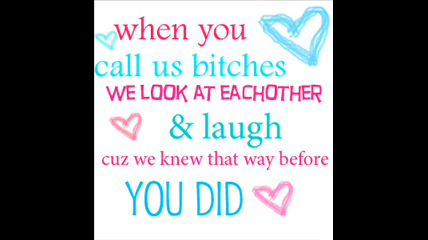 when you
call us bitches
WE LOOK AT EACHOTHER
& laugh
cuz we knew that way before
YOU DID